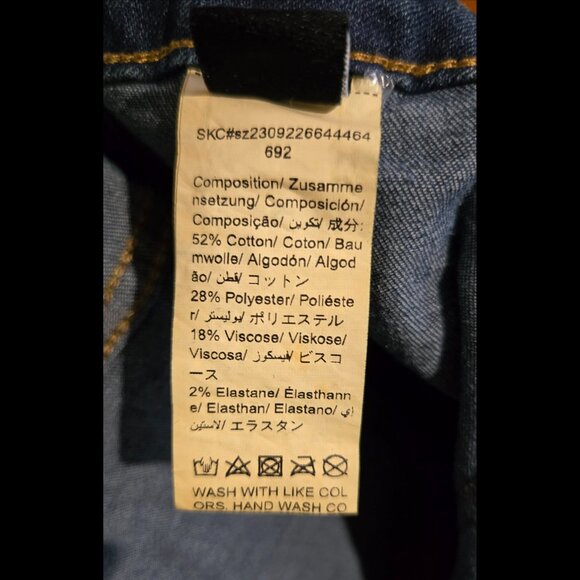 SKC#sz2309226644464
692
Composition/ Zusamme
nsetzung/ Composición/
Composição/ تكوين/ 成分:
52% Cotton/ Coton/ Bau
mwolle/ Algodón/ Algod
ão/ قطن/ コットン
28% Polyester/ Poliéste
r/ بوليستر/ ポリエステル
18% Viscose/ Viskose/
Viscosa/ فيسكوز/ ビスコ
ース
2% Elastane/ Élasthann
e/ Elasthan/ Elastano/ إي
لاستين/ エラスタン
WASH WITH LIKE COL
ORS. HAND WASH CO